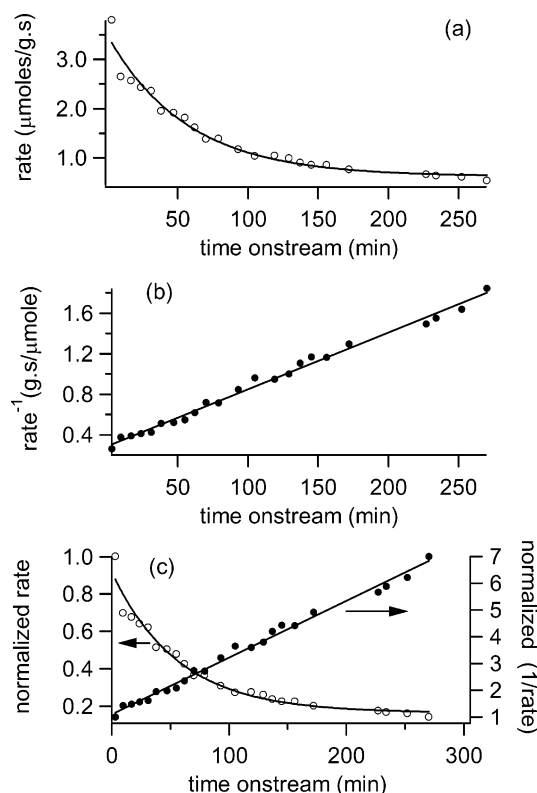 (a)
rate (μmoles/g.s)
3.0
2.0
1.0
50 100 150 200 250
time onstream (min)
(b)
rate⁻¹(g.s/μmole)
1.6
1.2
0.8
0.4
50 100 150 200 250
time onstream (min)
(c)
normalized rate
1.0
0.8
0.6
0.4
0.2
7
6
5
4
3
2
1
normalized (1/rate)
0 100 200 300
time onstream (min)